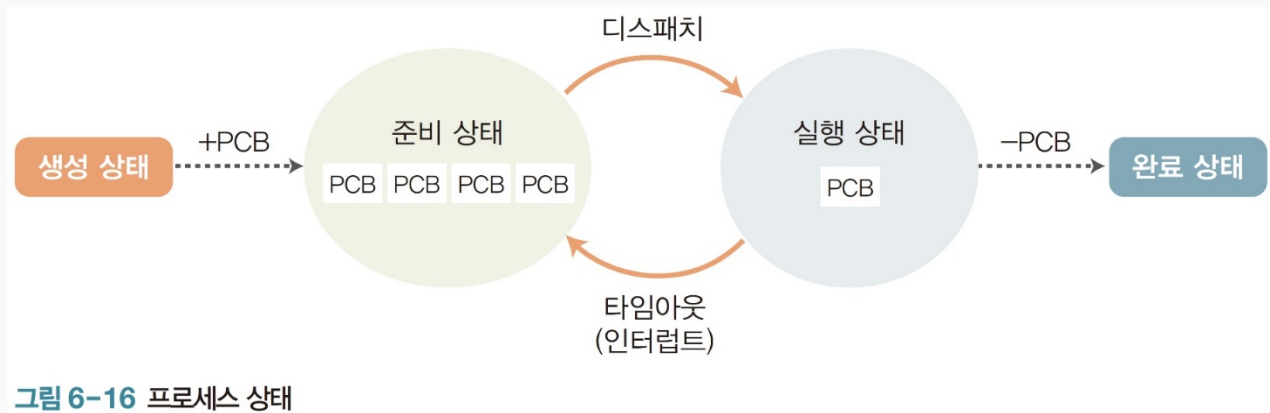 디스패치
생성 상태
+PCB
준비 상태
PCB PCB PCB PCB
실행 상태
PCB
-PCB
완료 상태
타임아웃
(인터럽트)
그림 6-16 프로세스 상태